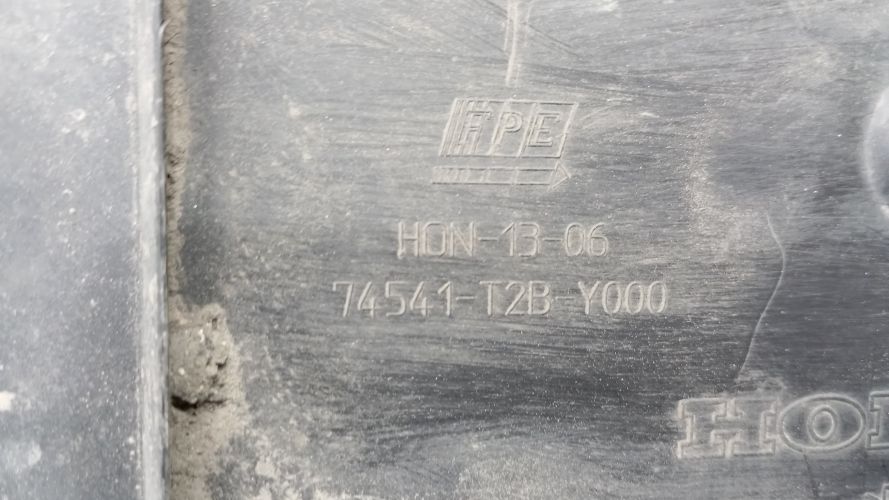 FPE
HON-13-06
74541-T2B-Y000
HO